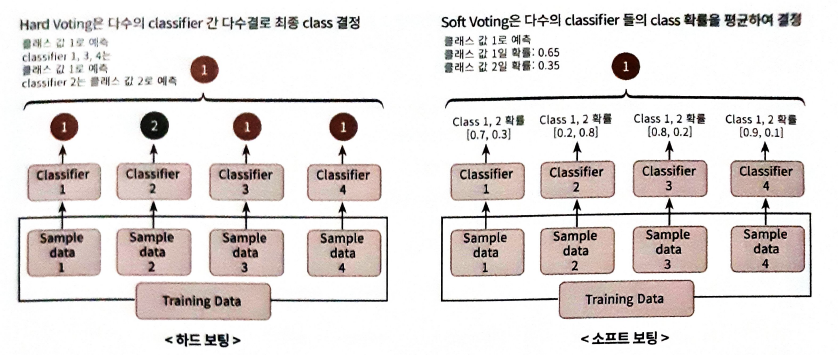 Hard Voting은 다수의 classifier 간 다수결로 최종 class 결정
클래스 값 1로 예측
classifier 1, 3, 4는
클래스 값 1로 예측
classifier 2는 클래스 값 2로 예측
1
1
2
1
1
Classifier
1
Classifier
2
Classifier
3
Classifier
4
Sample
data
1
Sample
data
2
Sample
data
3
Sample
data
4
Training Data
< 하드 보팅 >
Soft Voting은 다수의 classifier 들의 class 확률을 평균하여 결정
클래스 값 1로 예측
클래스 값 1일 확률: 0.65
클래스 값 2일 확률: 0.35
1
Class 1, 2 확률
[0.7, 0.3]
Class 1, 2 확률
[0.2, 0.8]
Class 1, 2 확률
[0.8, 0.2]
Class 1, 2 확률
[0.9, 0.1]
Classifier
1
Classifier
2
Classifier
3
Classifier
4
Sample
data
1
Sample
data
2
Sample
data
3
Sample
data
4
Training Data
< 소프트 보팅 >